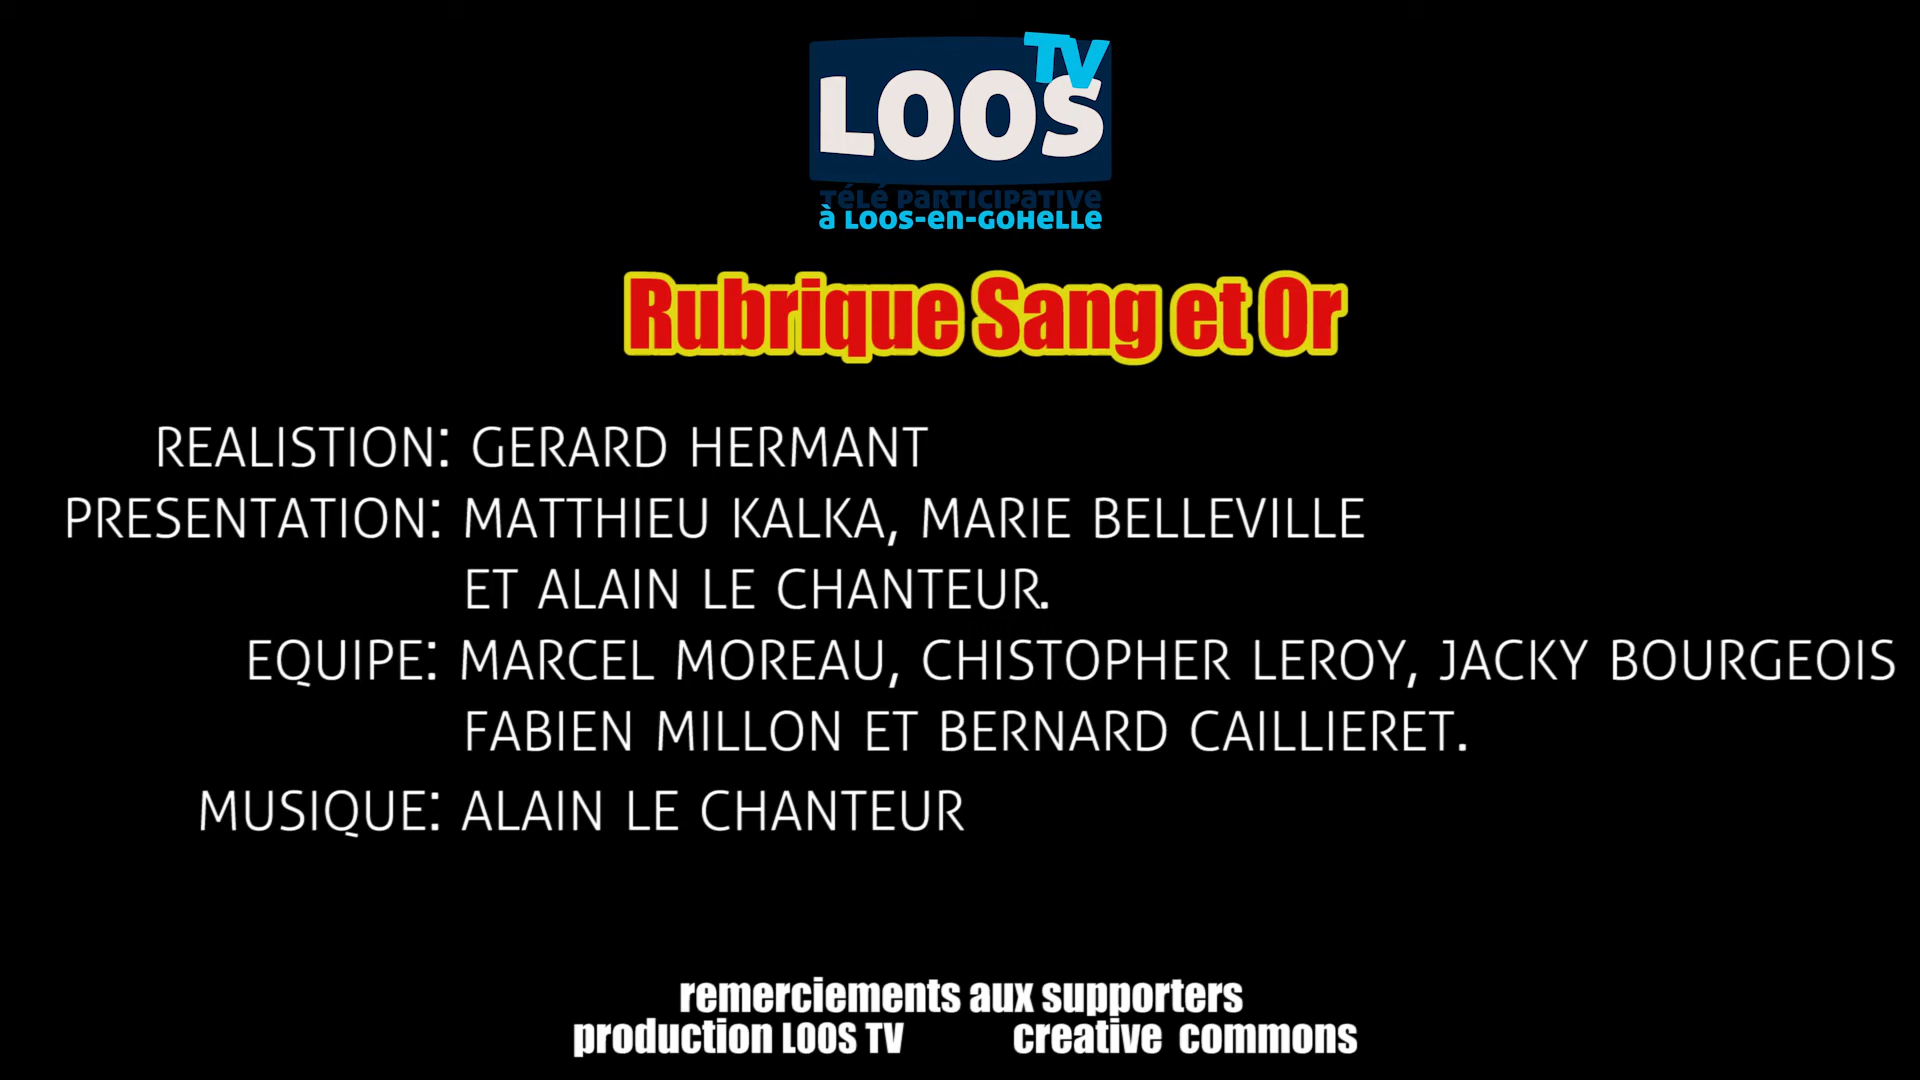 LOOS TV
TÉLÉ PARTICIPATIVE
à LOOS-en-GOHELLE
Rubrique Sang et Or
REALISTION: GERARD HERMANT
PRESENTATION: MATTHIEU KALKA, MARIE BELLEVILLE
ET ALAIN LE CHANTEUR.
EQUIPE: MARCEL MOREAU, CHISTOPHER LEROY, JACKY BOURGEOIS
FABIEN MILLON ET BERNARD CAILLIERET.
MUSIQUE: ALAIN LE CHANTEUR
remerciements aux supporters
production LOOS TV creative commons